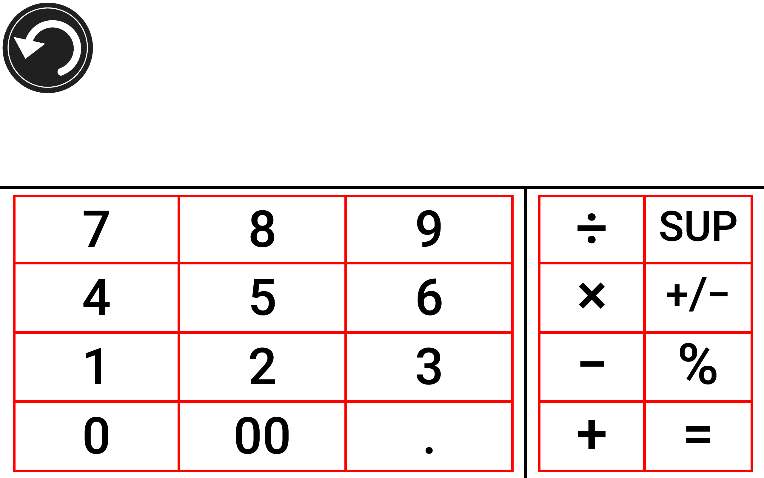 7 8 9 ÷ SUP
4 5 6 × +/−
1 2 3 − %
0 00 . + =